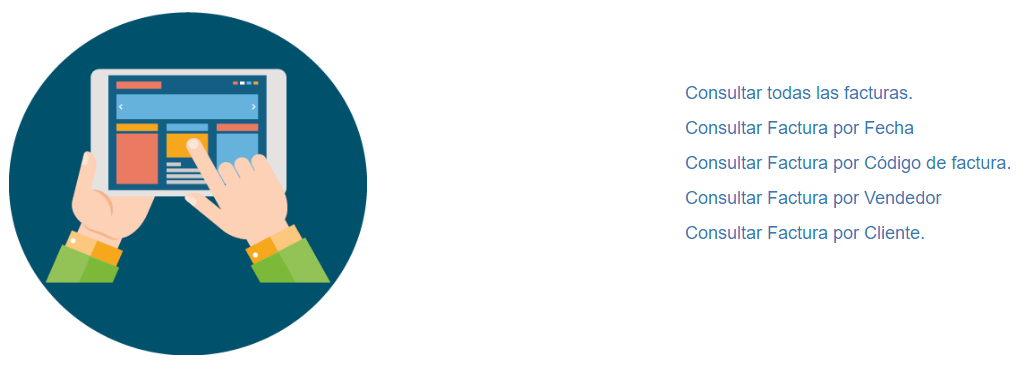 Consultar todas las facturas.
Consultar Factura por Fecha
Consultar Factura por Código de factura.
Consultar Factura por Vendedor
Consultar Factura por Cliente.